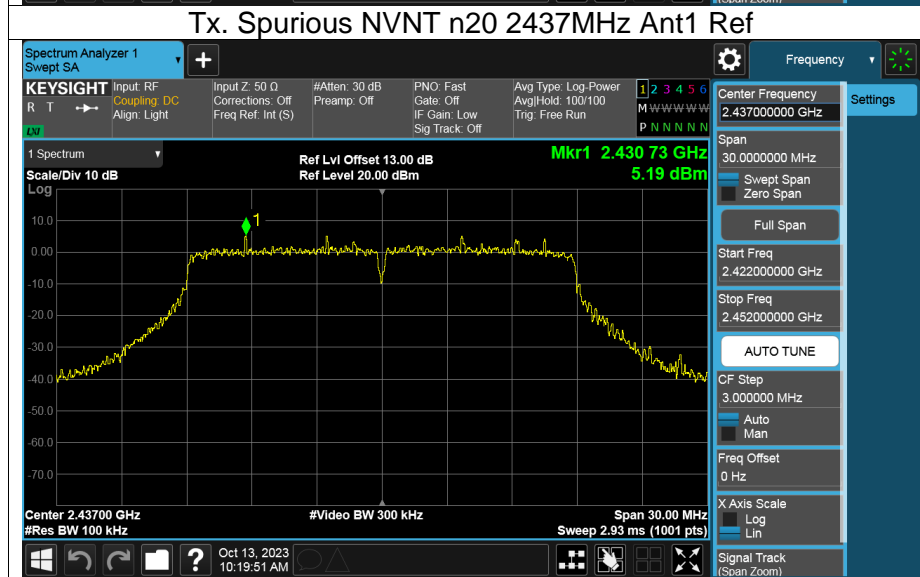 (Span Zoom)
Tx. Spurious NVNT n20 2437MHz Ant1 Ref
Spectrum Analyzer 1
Swept SA
+
Frequency
KEYSIGHT
R T
LXI
Input: RF
Coupling: DC
Align: Light
Input Z: 50 Ω
Corrections: Off
Freq Ref: Int (S)
#Atten: 30 dB
Preamp: Off
PNO: Fast
Gate: Off
IF Gain: Low
Sig Track: Off
Avg Type: Log-Power
Avg|Hold: 100/100
Trig: Free Run
1 2 3 4 5 6
M W W W W W
P N N N N N
1 Spectrum
Scale/Div 10 dB
Log
Ref Lvl Offset 13.00 dB
Ref Level 20.00 dBm
Mkr1 2.430 73 GHz
5.19 dBm
1
10.0
0.00
-10.0
-20.0
-30.0
-40.0
-50.0
-60.0
-70.0
Center 2.43700 GHz
#Res BW 100 kHz
#Video BW 300 kHz
Span 30.00 MHz
Sweep 2.93 ms (1001 pts)
Center Frequency
2.437000000 GHz
Settings
Span
30.0000000 MHz
Swept Span
Zero Span
Full Span
Start Freq
2.422000000 GHz
Stop Freq
2.452000000 GHz
AUTO TUNE
CF Step
3.000000 MHz
Auto
Man
Freq Offset
0 Hz
X Axis Scale
Log
Lin
Signal Track
(Span Zoom)
?
Oct 13, 2023
10:19:51 AM